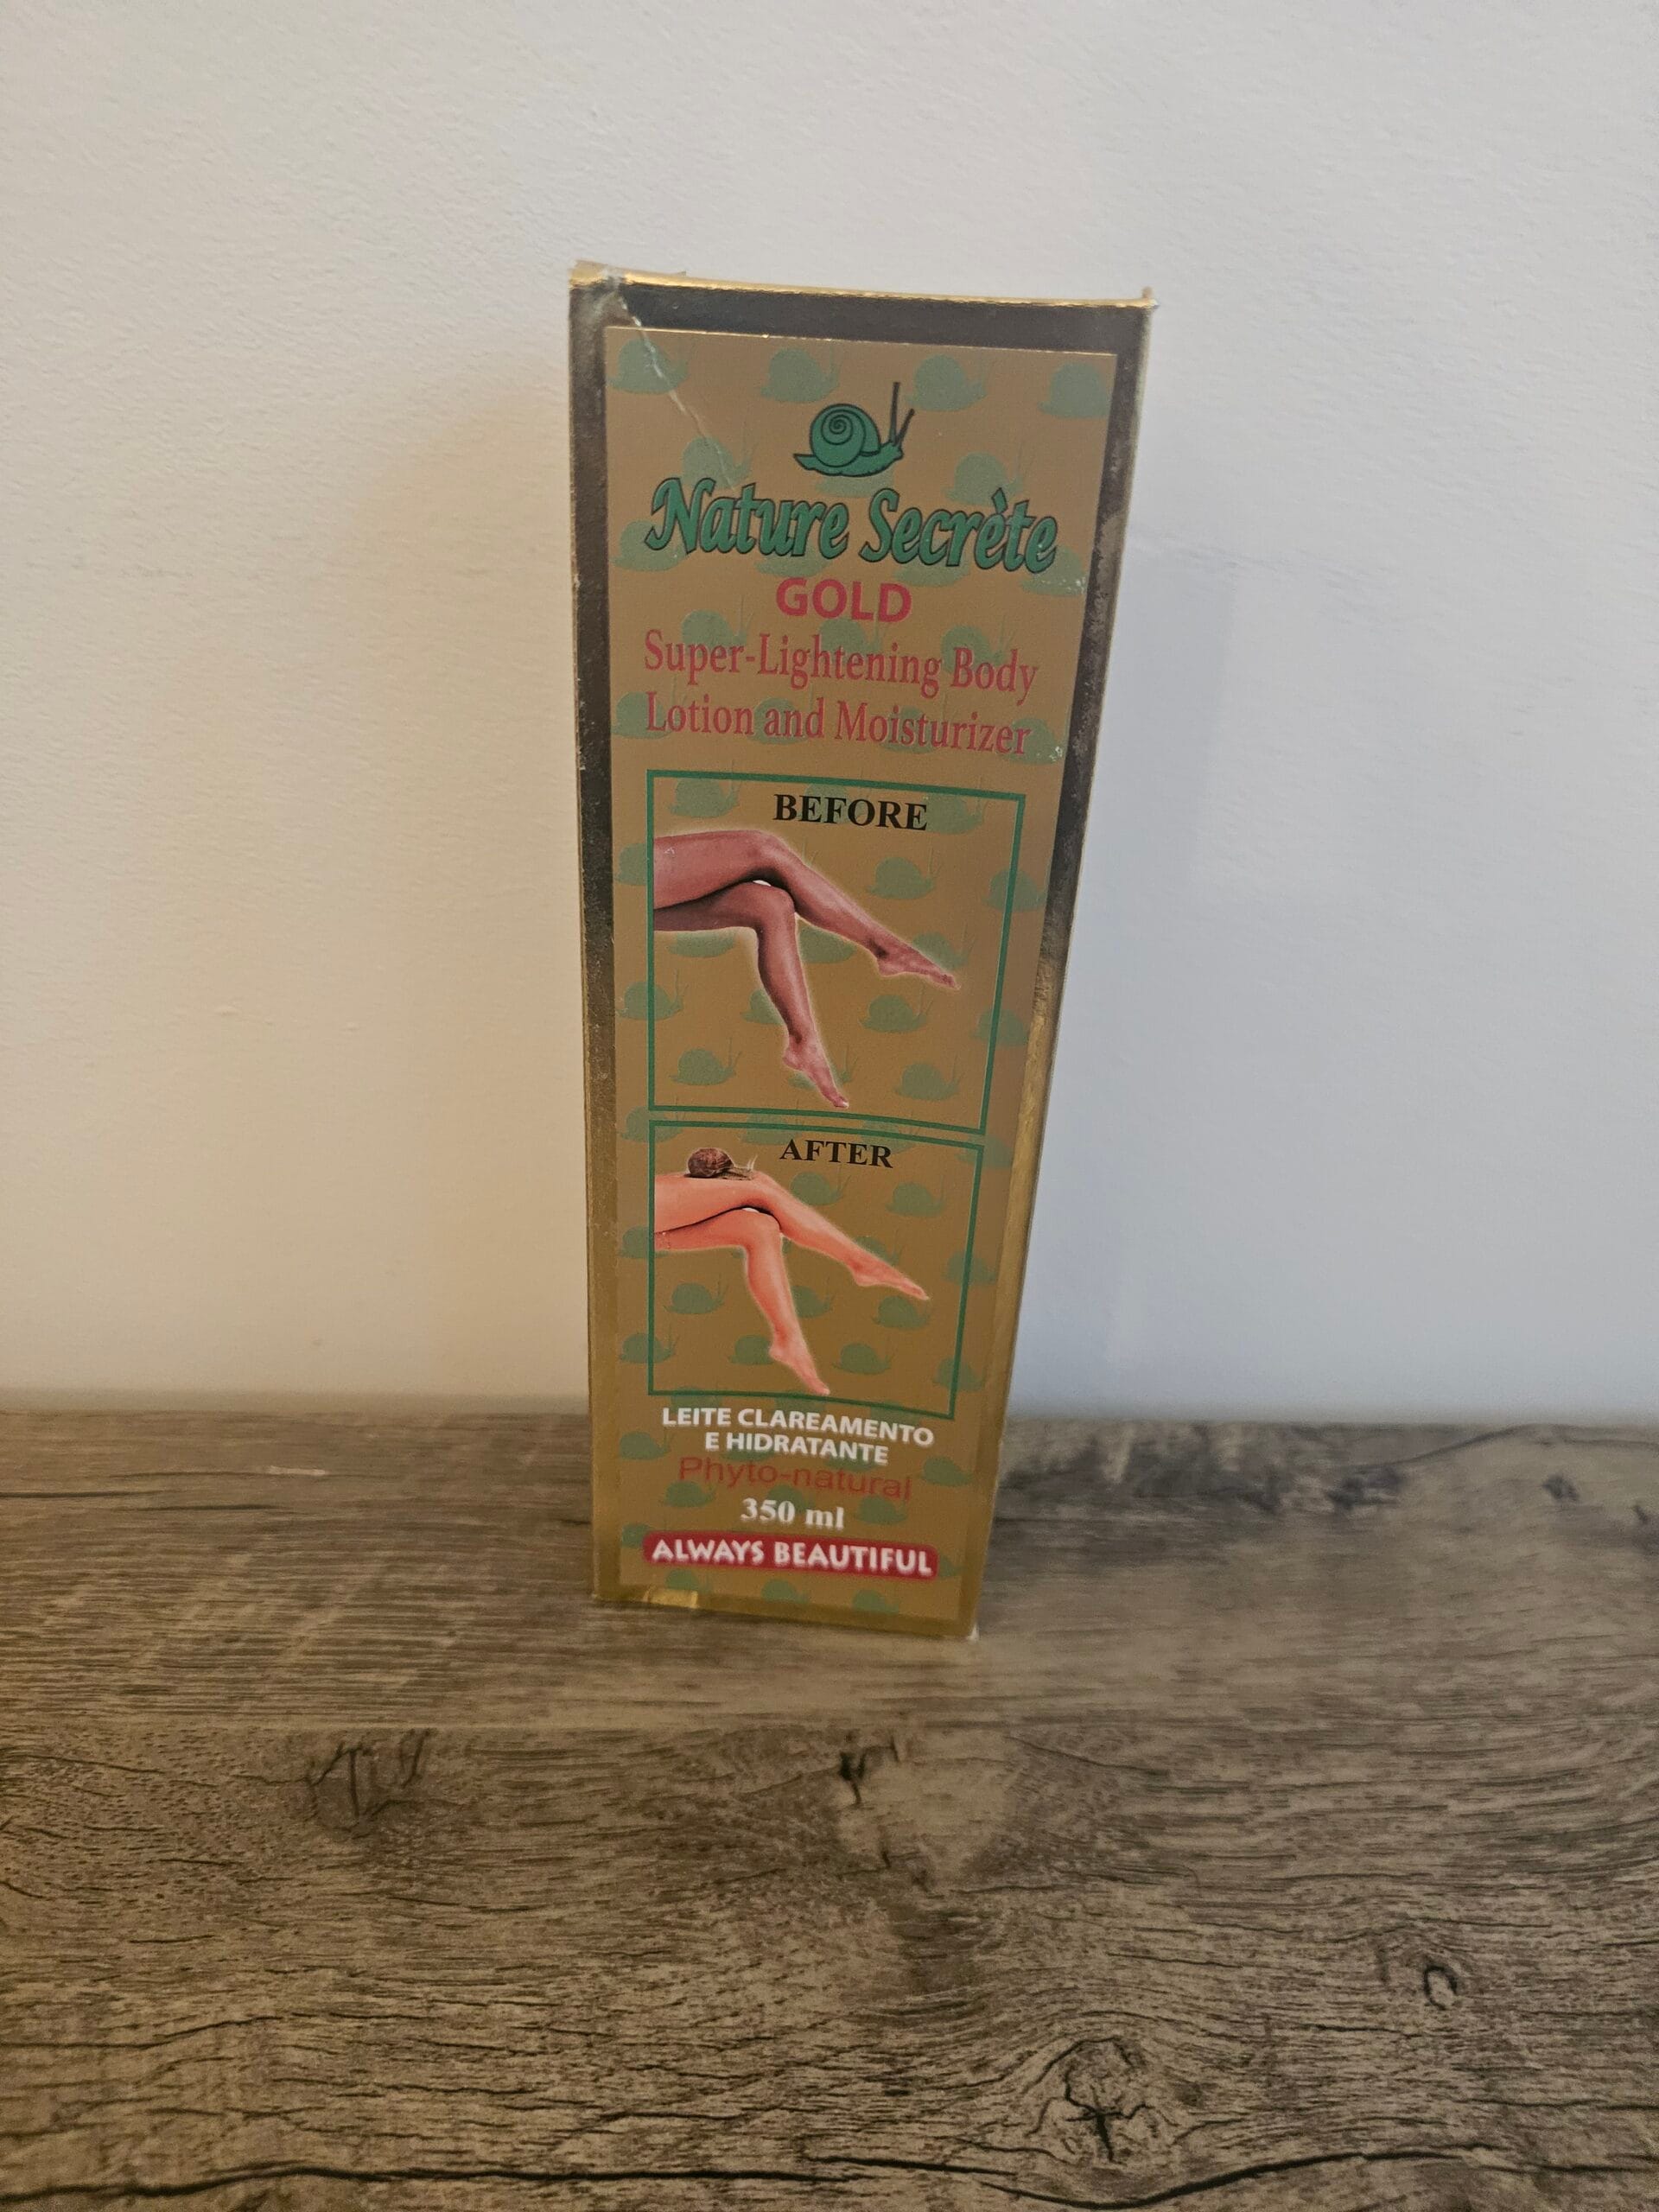 Nature Secrète
GOLD
Super-Lightening Body
Lotion and Moisturizer
BEFORE
AFTER
LEITE CLAREAMENTO
E HIDRATANTE
Phyto-natural
350 ml
ALWAYS BEAUTIFUL